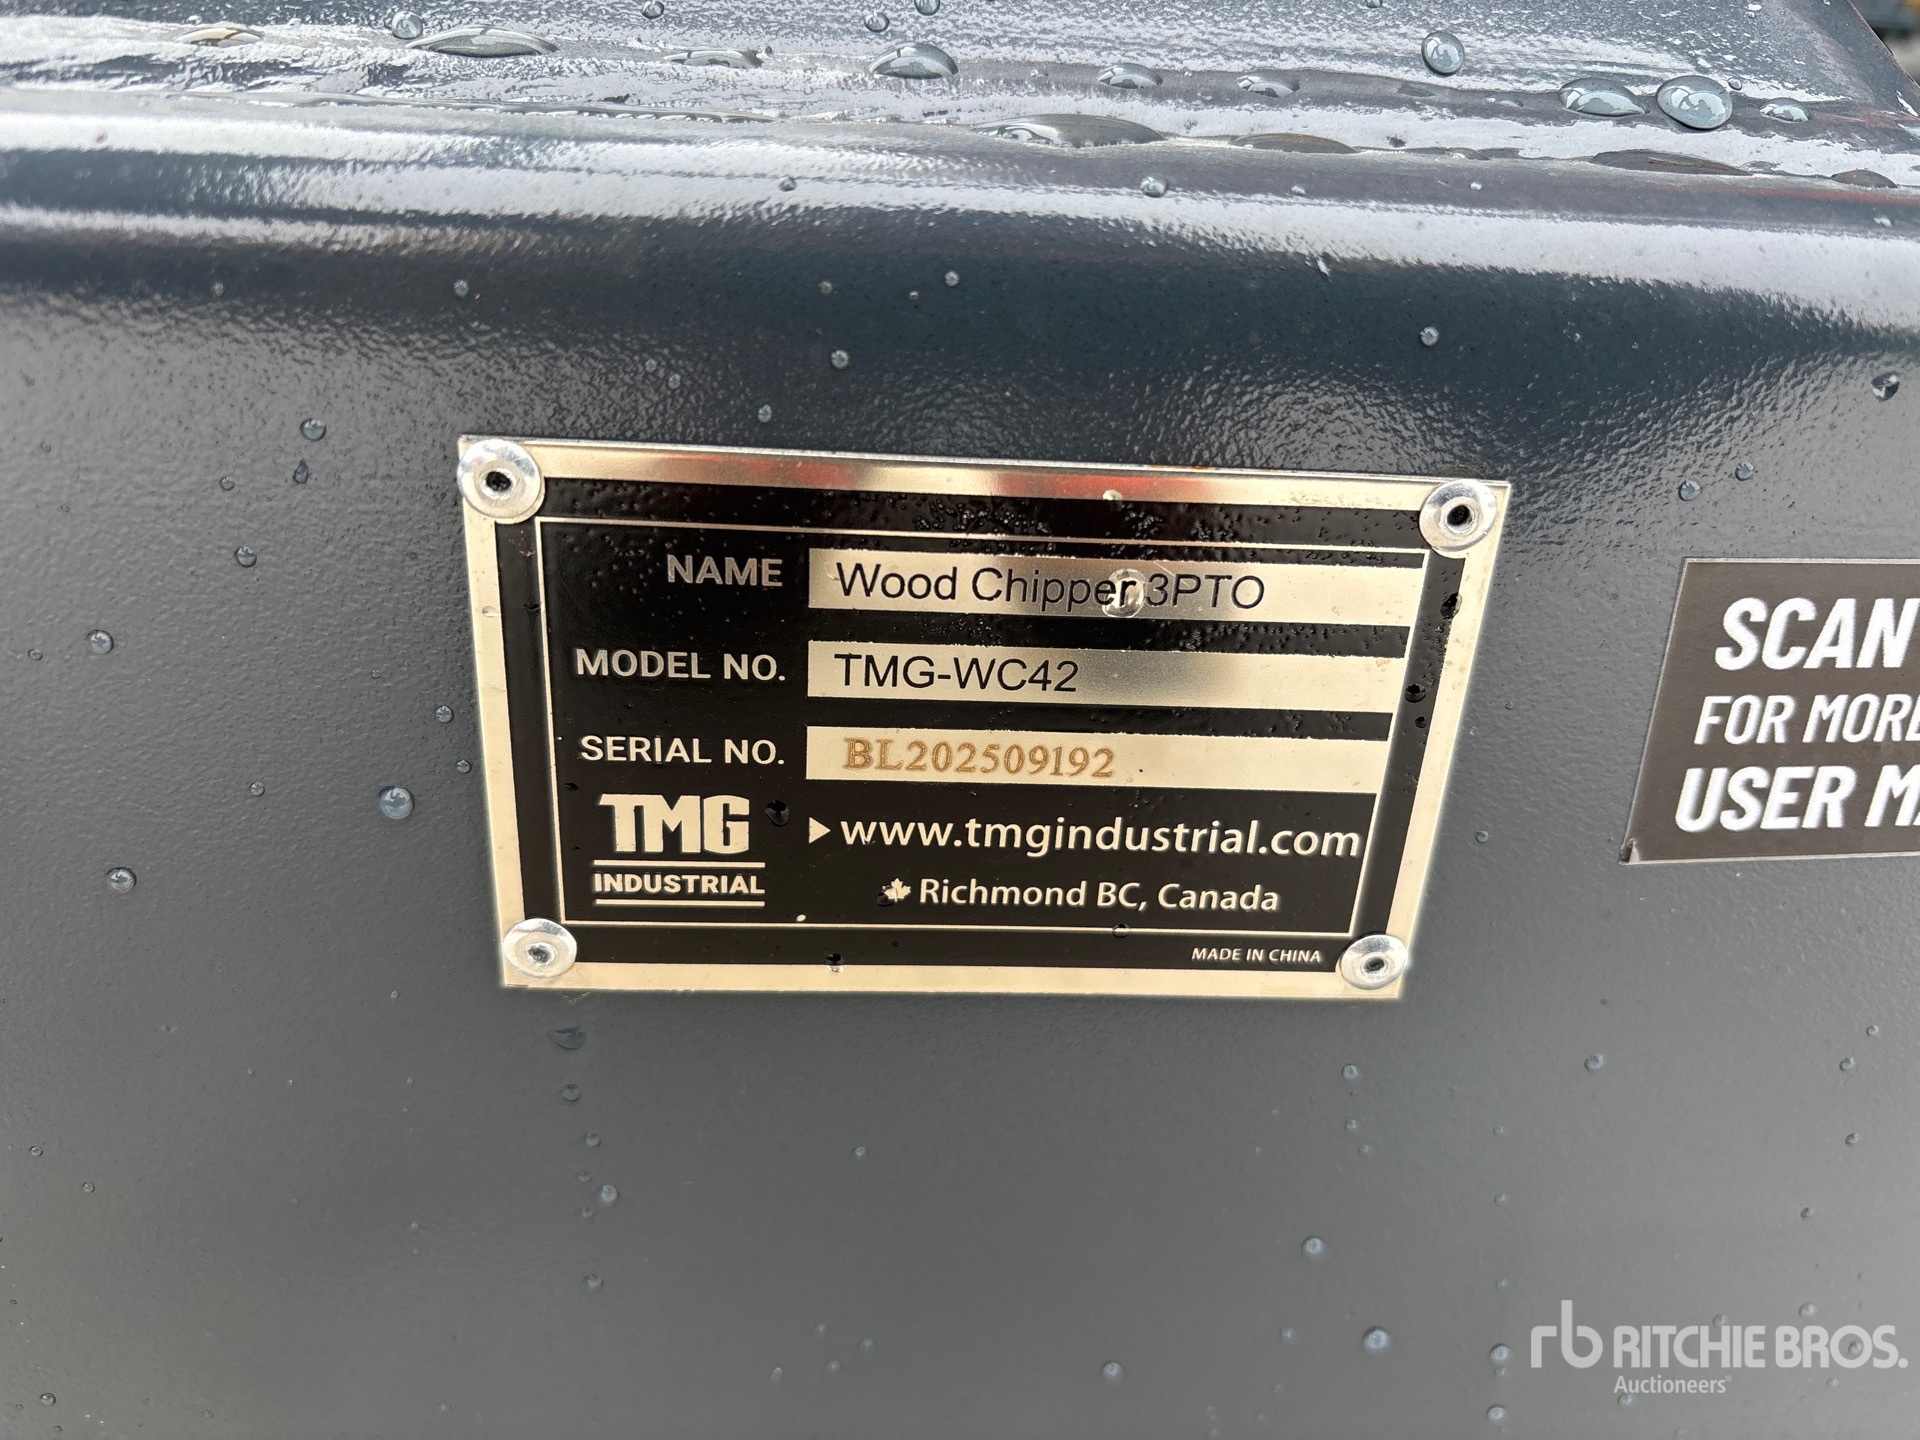 NAME Wood Chipper 3PTO
MODEL NO. TMG-WC42
SERIAL NO. BL202509192
TMG
INDUSTRIAL
www.tmgindustrial.com
Richmond BC, Canada
MADE IN CHINA
SCAN
FOR MORE
USER
rb RITCHIE BROS.
Auctioneers